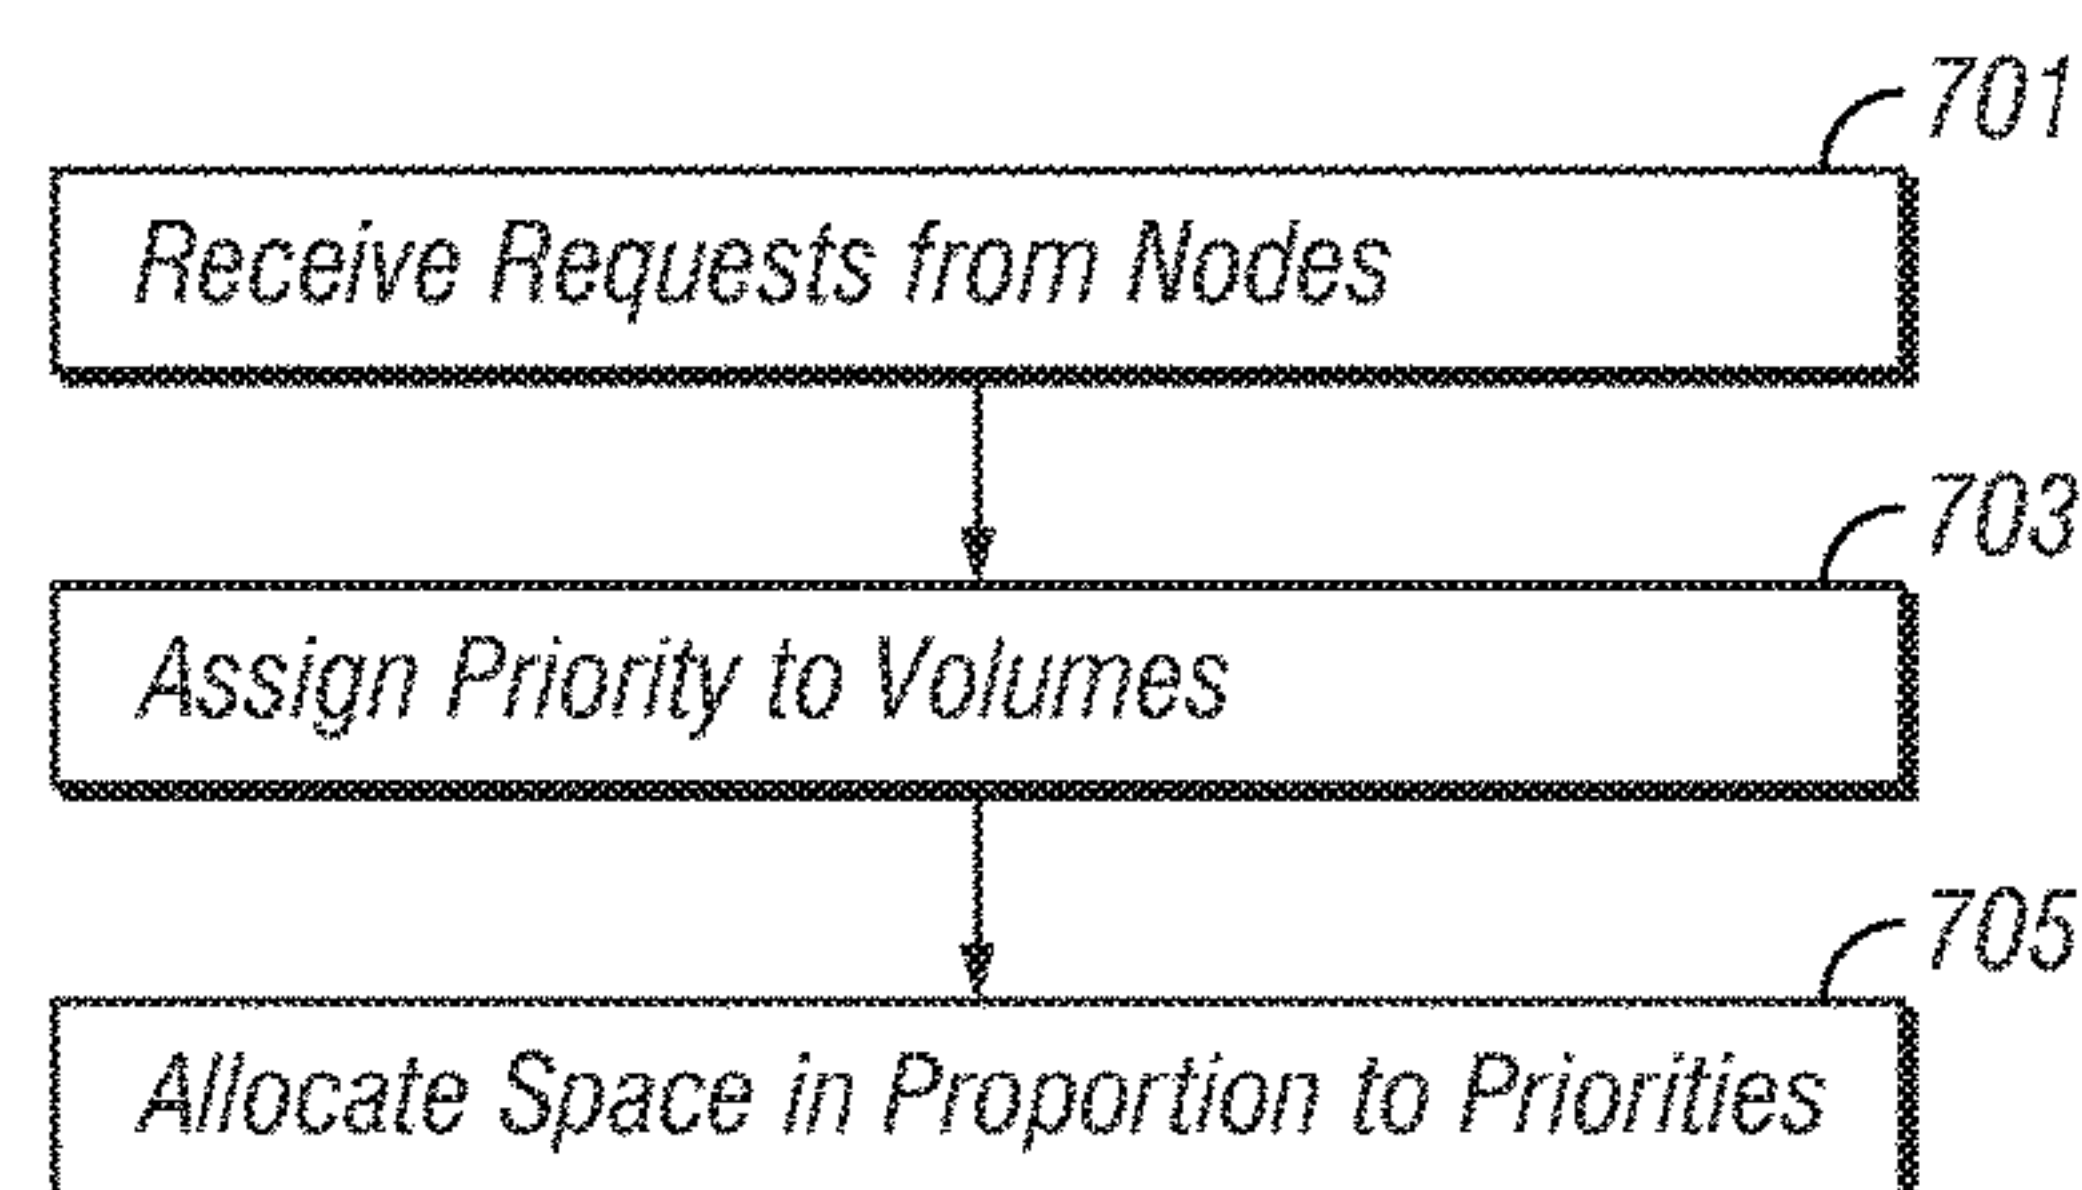 701
Receive Requests from Nodes
703
Assign Priority to Volumes
705
Allocate Space in Proportion to Priorities